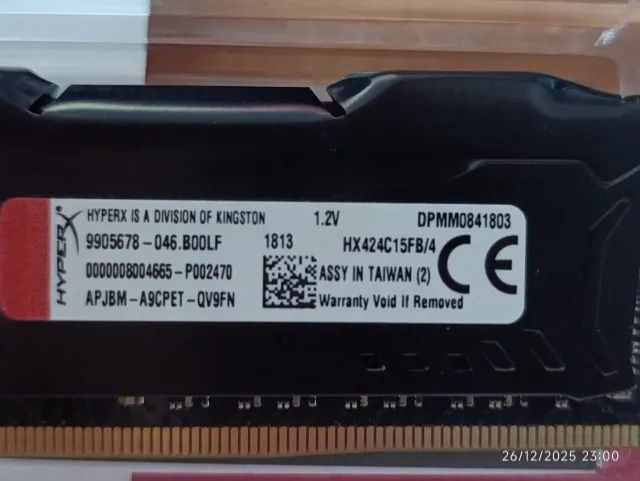 HYPERX
HYPERX IS A DIVISION OF KINGSTON 1.2V DPMM0841803
9905678-046.B00LF 1813 HX424C15FB/4
0000008004665-P002470 ASSY IN TAIWAN (2)
APJBM-A9CPET-QV9FN Warranty Void If Removed
CE
26/12/2025 23:00